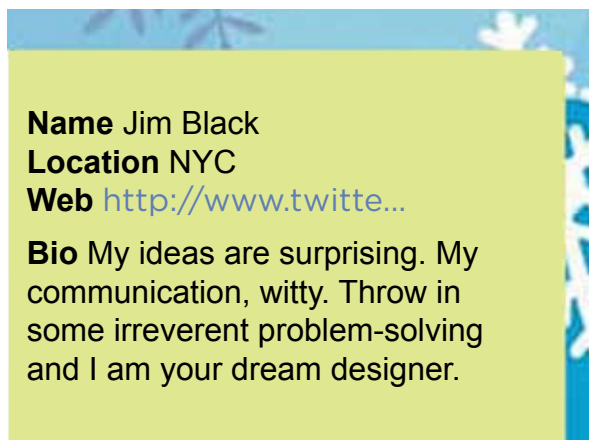 Name Jim Black
Location NYC
Web http://www.twitte...
Bio My ideas are surprising. My
communication, witty. Throw in
some irreverent problem-solving
and I am your dream designer.